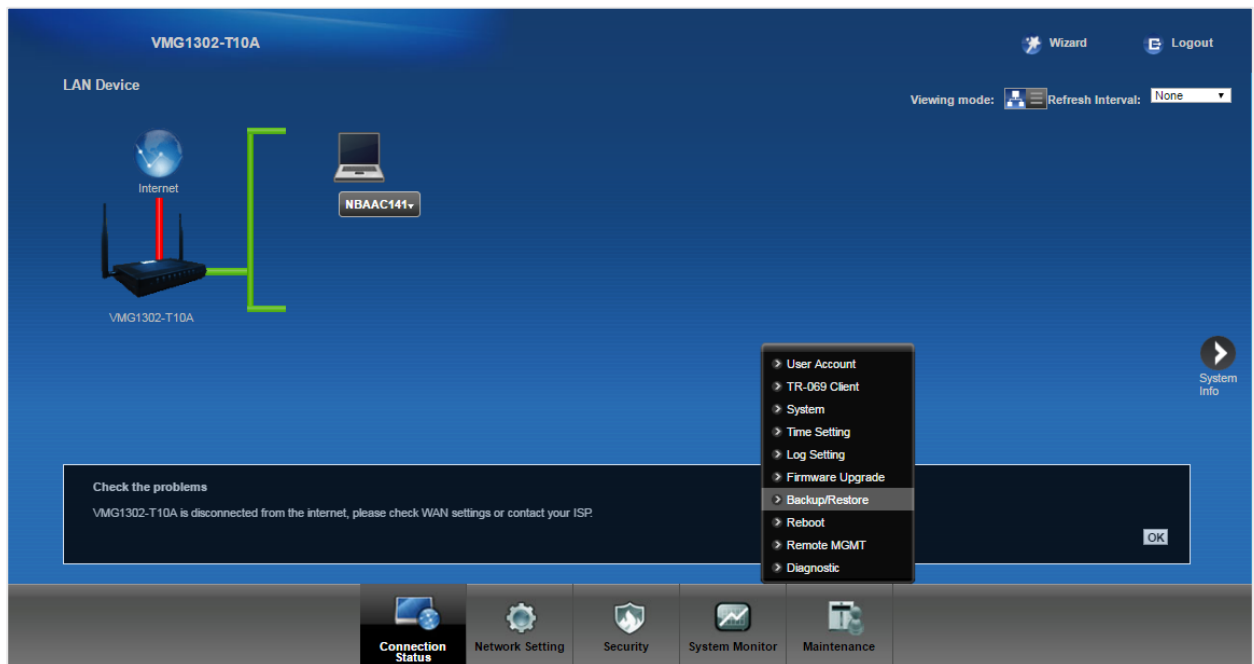 VMG1302-T10A
Wizard
Logout
LAN Device
Viewing mode:
Refresh Interval:
None
Internet
NBAAC141
VMG1302-T10A
System
Info
User Account
TR-069 Client
System
Time Setting
Log Setting
Firmware Upgrade
Backup/Restore
Reboot
Remote MGMT
Diagnostic
Check the problems
VMG1302-T10A is disconnected from the internet, please check WAN settings or contact your ISP.
OK
Connection
Status
Network Setting
Security
System Monitor
Maintenance